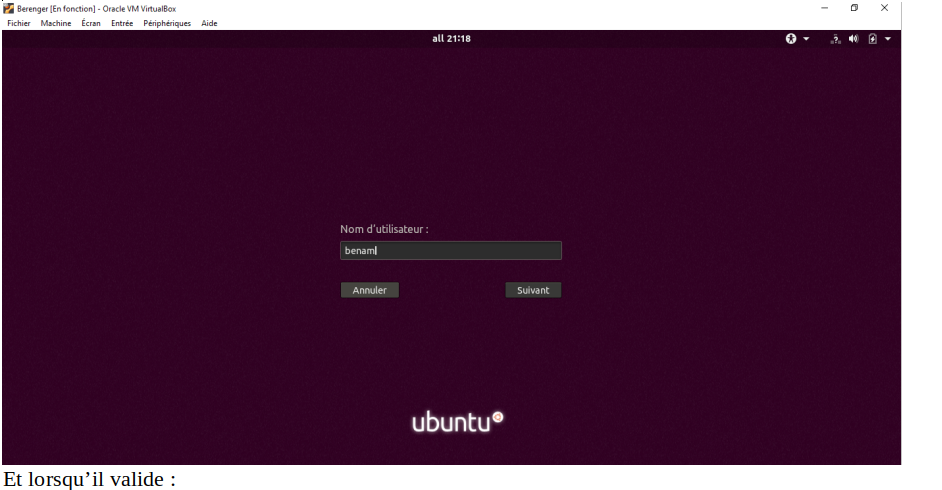 Berenger [En fonction] - Oracle VM VirtualBox
Fichier Machine Écran Entrée Périphériques Aide
all 21:18
Nom d'utilisateur :
benam
Annuler Suivant
ubuntu
Et lorsqu'il valide :